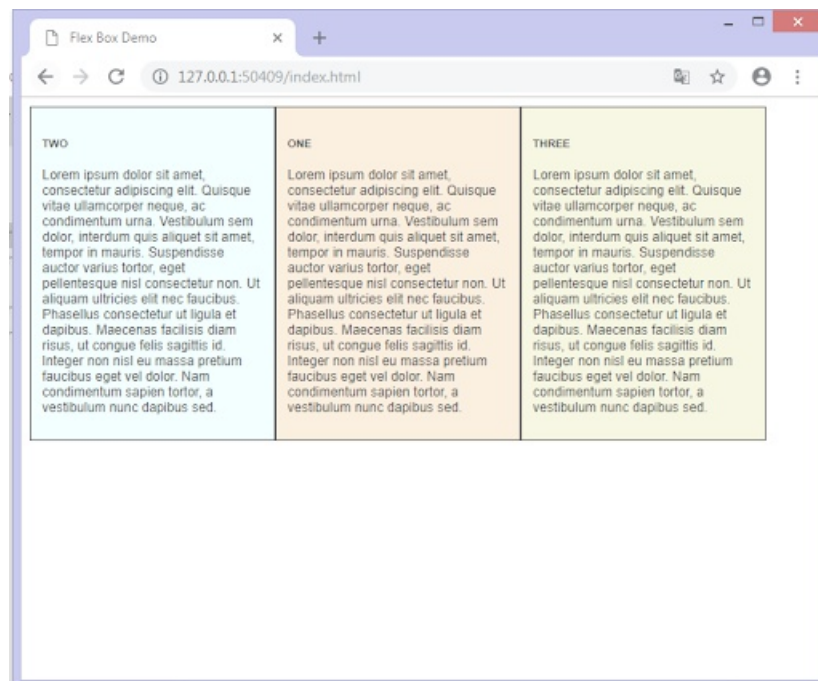 Flex Box Demo
127.0.0.1:50409/index.html
TWO
Lorem ipsum dolor sit amet,
consectetur adipiscing elit. Quisque
vitae ullamcorper neque, ac
condimentum urna. Vestibulum sem
dolor, interdum quis aliquet sit amet,
tempor in mauris. Suspendisse
auctor varius tortor, eget
pellentesque nisl consectetur non. Ut
aliquam ultricies elit nec faucibus.
Phasellus consectetur ut ligula et
dapibus. Maecenas facilisis diam
risus, ut congue felis sagittis id.
Integer non nisl eu massa pretium
faucibus eget vel dolor. Nam
condimentum sapien tortor, a
vestibulum nunc dapibus sed.
ONE
Lorem ipsum dolor sit amet,
consectetur adipiscing elit. Quisque
vitae ullamcorper neque, ac
condimentum urna. Vestibulum sem
dolor, interdum quis aliquet sit amet,
tempor in mauris. Suspendisse
auctor varius tortor, eget
pellentesque nisl consectetur non. Ut
aliquam ultricies elit nec faucibus.
Phasellus consectetur ut ligula et
dapibus. Maecenas facilisis diam
risus, ut congue felis sagittis id.
Integer non nisl eu massa pretium
faucibus eget vel dolor. Nam
condimentum sapien tortor, a
vestibulum nunc dapibus sed.
THREE
Lorem ipsum dolor sit amet,
consectetur adipiscing elit. Quisque
vitae ullamcorper neque, ac
condimentum urna. Vestibulum sem
dolor, interdum quis aliquet sit amet,
tempor in mauris. Suspendisse
auctor varius tortor, eget
pellentesque nisl consectetur non. Ut
aliquam ultricies elit nec faucibus.
Phasellus consectetur ut ligula et
dapibus. Maecenas facilisis diam
risus, ut congue felis sagittis id.
Integer non nisl eu massa pretium
faucibus eget vel dolor. Nam
condimentum sapien tortor, a
vestibulum nunc dapibus sed.